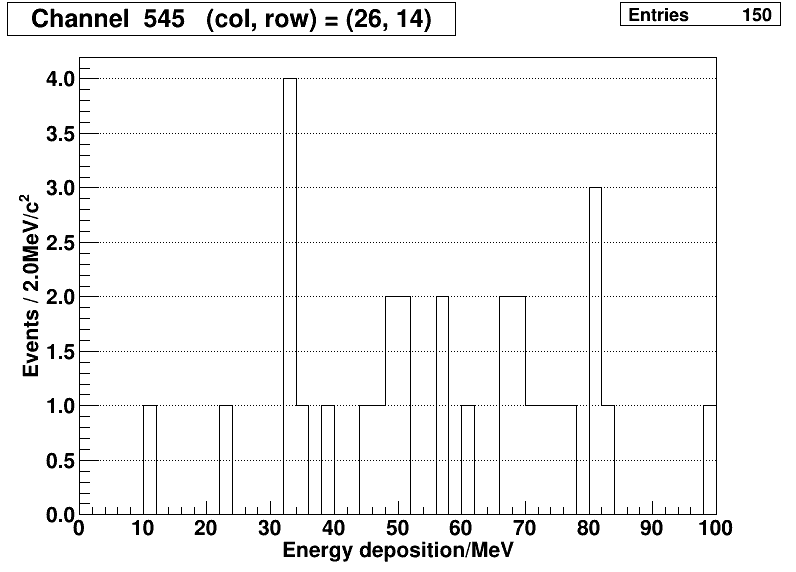 Channel 545 (col, row) = (26, 14)
Entries 150
4.0
3.5
3.0
2.5
2.0
1.5
1.0
0.5
0.0
Events / 2.0MeV/c²
0 10 20 30 40 50 60 70 80 90 100
Energy deposition/MeV